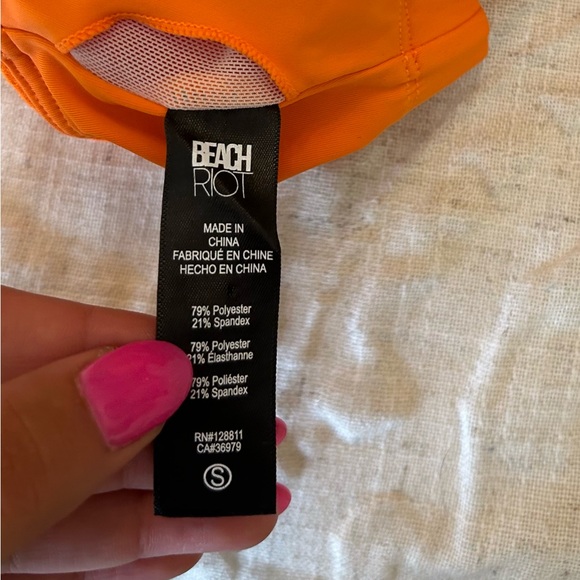 BEACH
RIOT
MADE IN
CHINA
FABRIQUÉ EN CHINE
HECHO EN CHINA
79% Polyester
21% Spandex
79% Polyester
21% Élasthanne
79% Poliéster
21% Spandex
RN#128811
CA#36979
S